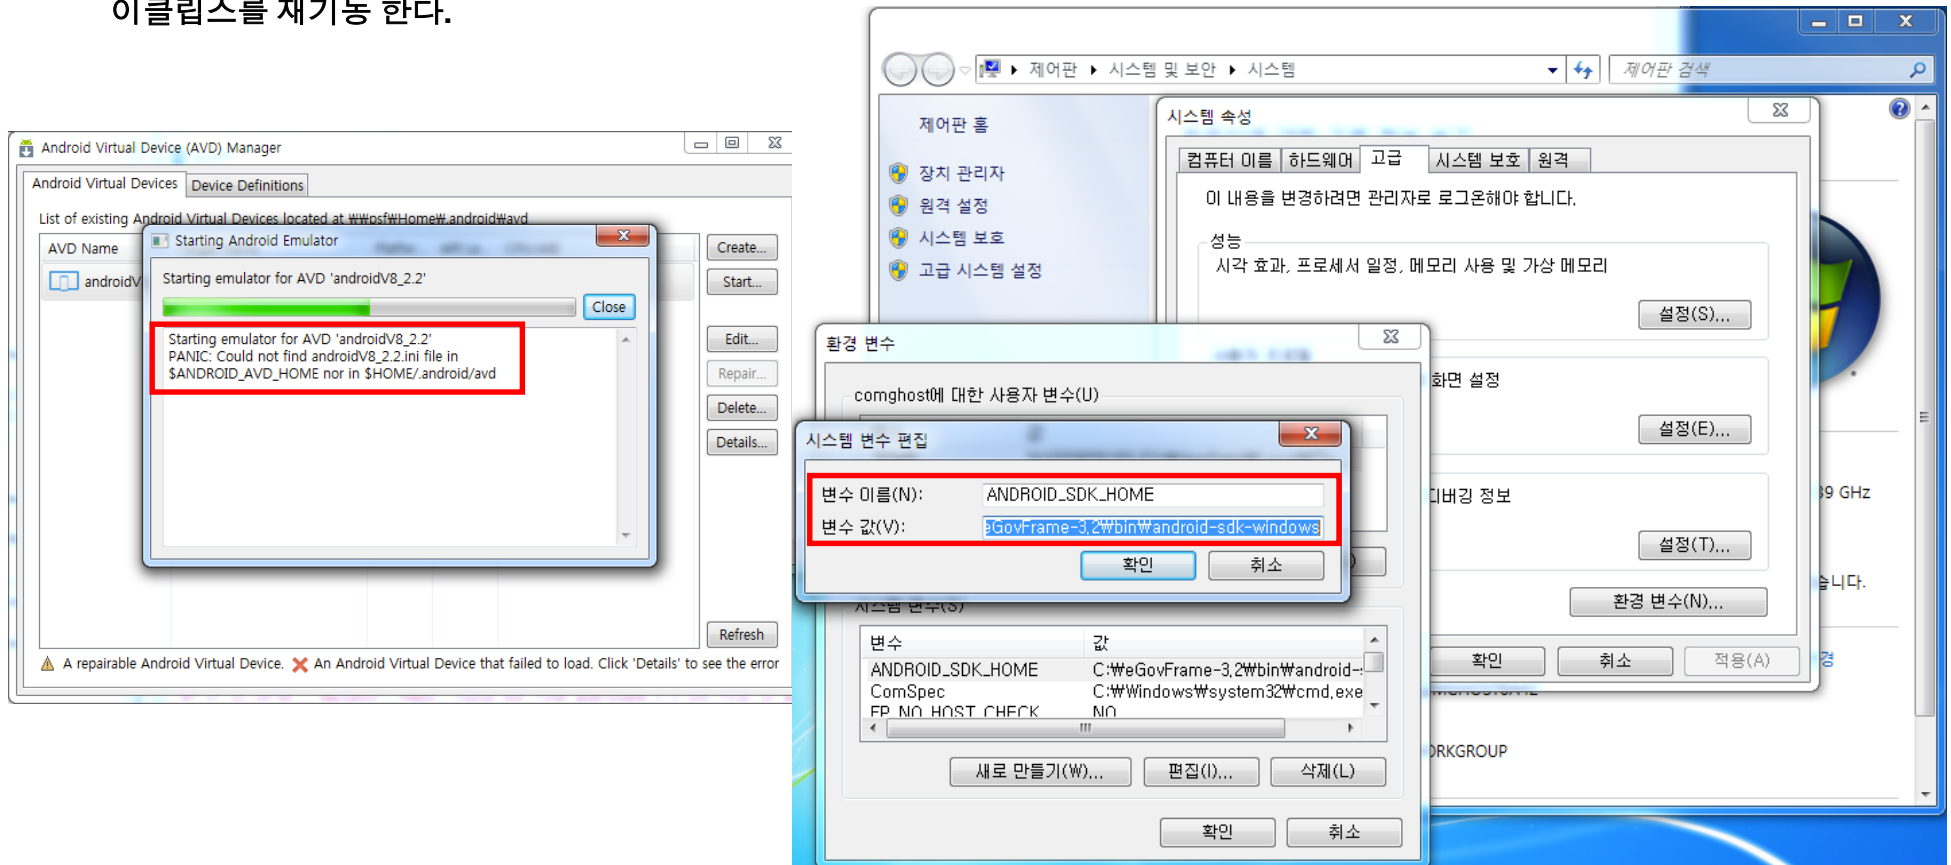 이클립스를 재기동 한다.
Android Virtual Device (AVD) Manager
Android Virtual Devices
Device Definitions
List of existing Android Virtual Devices located at ₩₩psf₩Home₩.android₩avd
AVD Name
androidV
Create...
Start...
Edit...
Repair...
Delete...
Details...
Refresh
A repairable Android Virtual Device.
An Android Virtual Device that failed to load. Click 'Details' to see the error
Starting Android Emulator
Starting emulator for AVD 'androidV8_2.2'
Close
Starting emulator for AVD 'androidV8_2.2'
PANIC: Could not find androidV8_2.2.ini file in
$ANDROID_AVD_HOME nor in $HOME/.android/avd
제어판
시스템 및 보안
시스템
제어판 검색
제어판 홈
장치 관리자
원격 설정
시스템 보호
고급 시스템 설정
시스템 속성
컴퓨터 이름
하드웨어
고급
시스템 보호
원격
이 내용을 변경하려면 관리자로 로그온해야 합니다.
성능
시각 효과, 프로세서 일정, 메모리 사용 및 가상 메모리
설정(S)...
화면 설정
설정(E)...
디버깅 정보
설정(T)...
환경 변수(N)...
확인
취소
적용(A)
39 GHz
습니다.
경
ORKGROUP
환경 변수
comghost에 대한 사용자 변수(U)
시스템 변수 편집
변수 이름(N):
ANDROID_SDK_HOME
변수 값(V):
eGovFrame-3,2₩bin₩android-sdk-windows
확인
취소
시스템 변수(S)
변수
값
ANDROID_SDK_HOME
C:₩eGovFrame-3,2₩bin₩android-s
ComSpec
C:₩Windows₩system32₩cmd,exe
FP_NO_HOST_CHECK
NO
새로 만들기(W)...
편집(I)...
삭제(L)
확인
취소